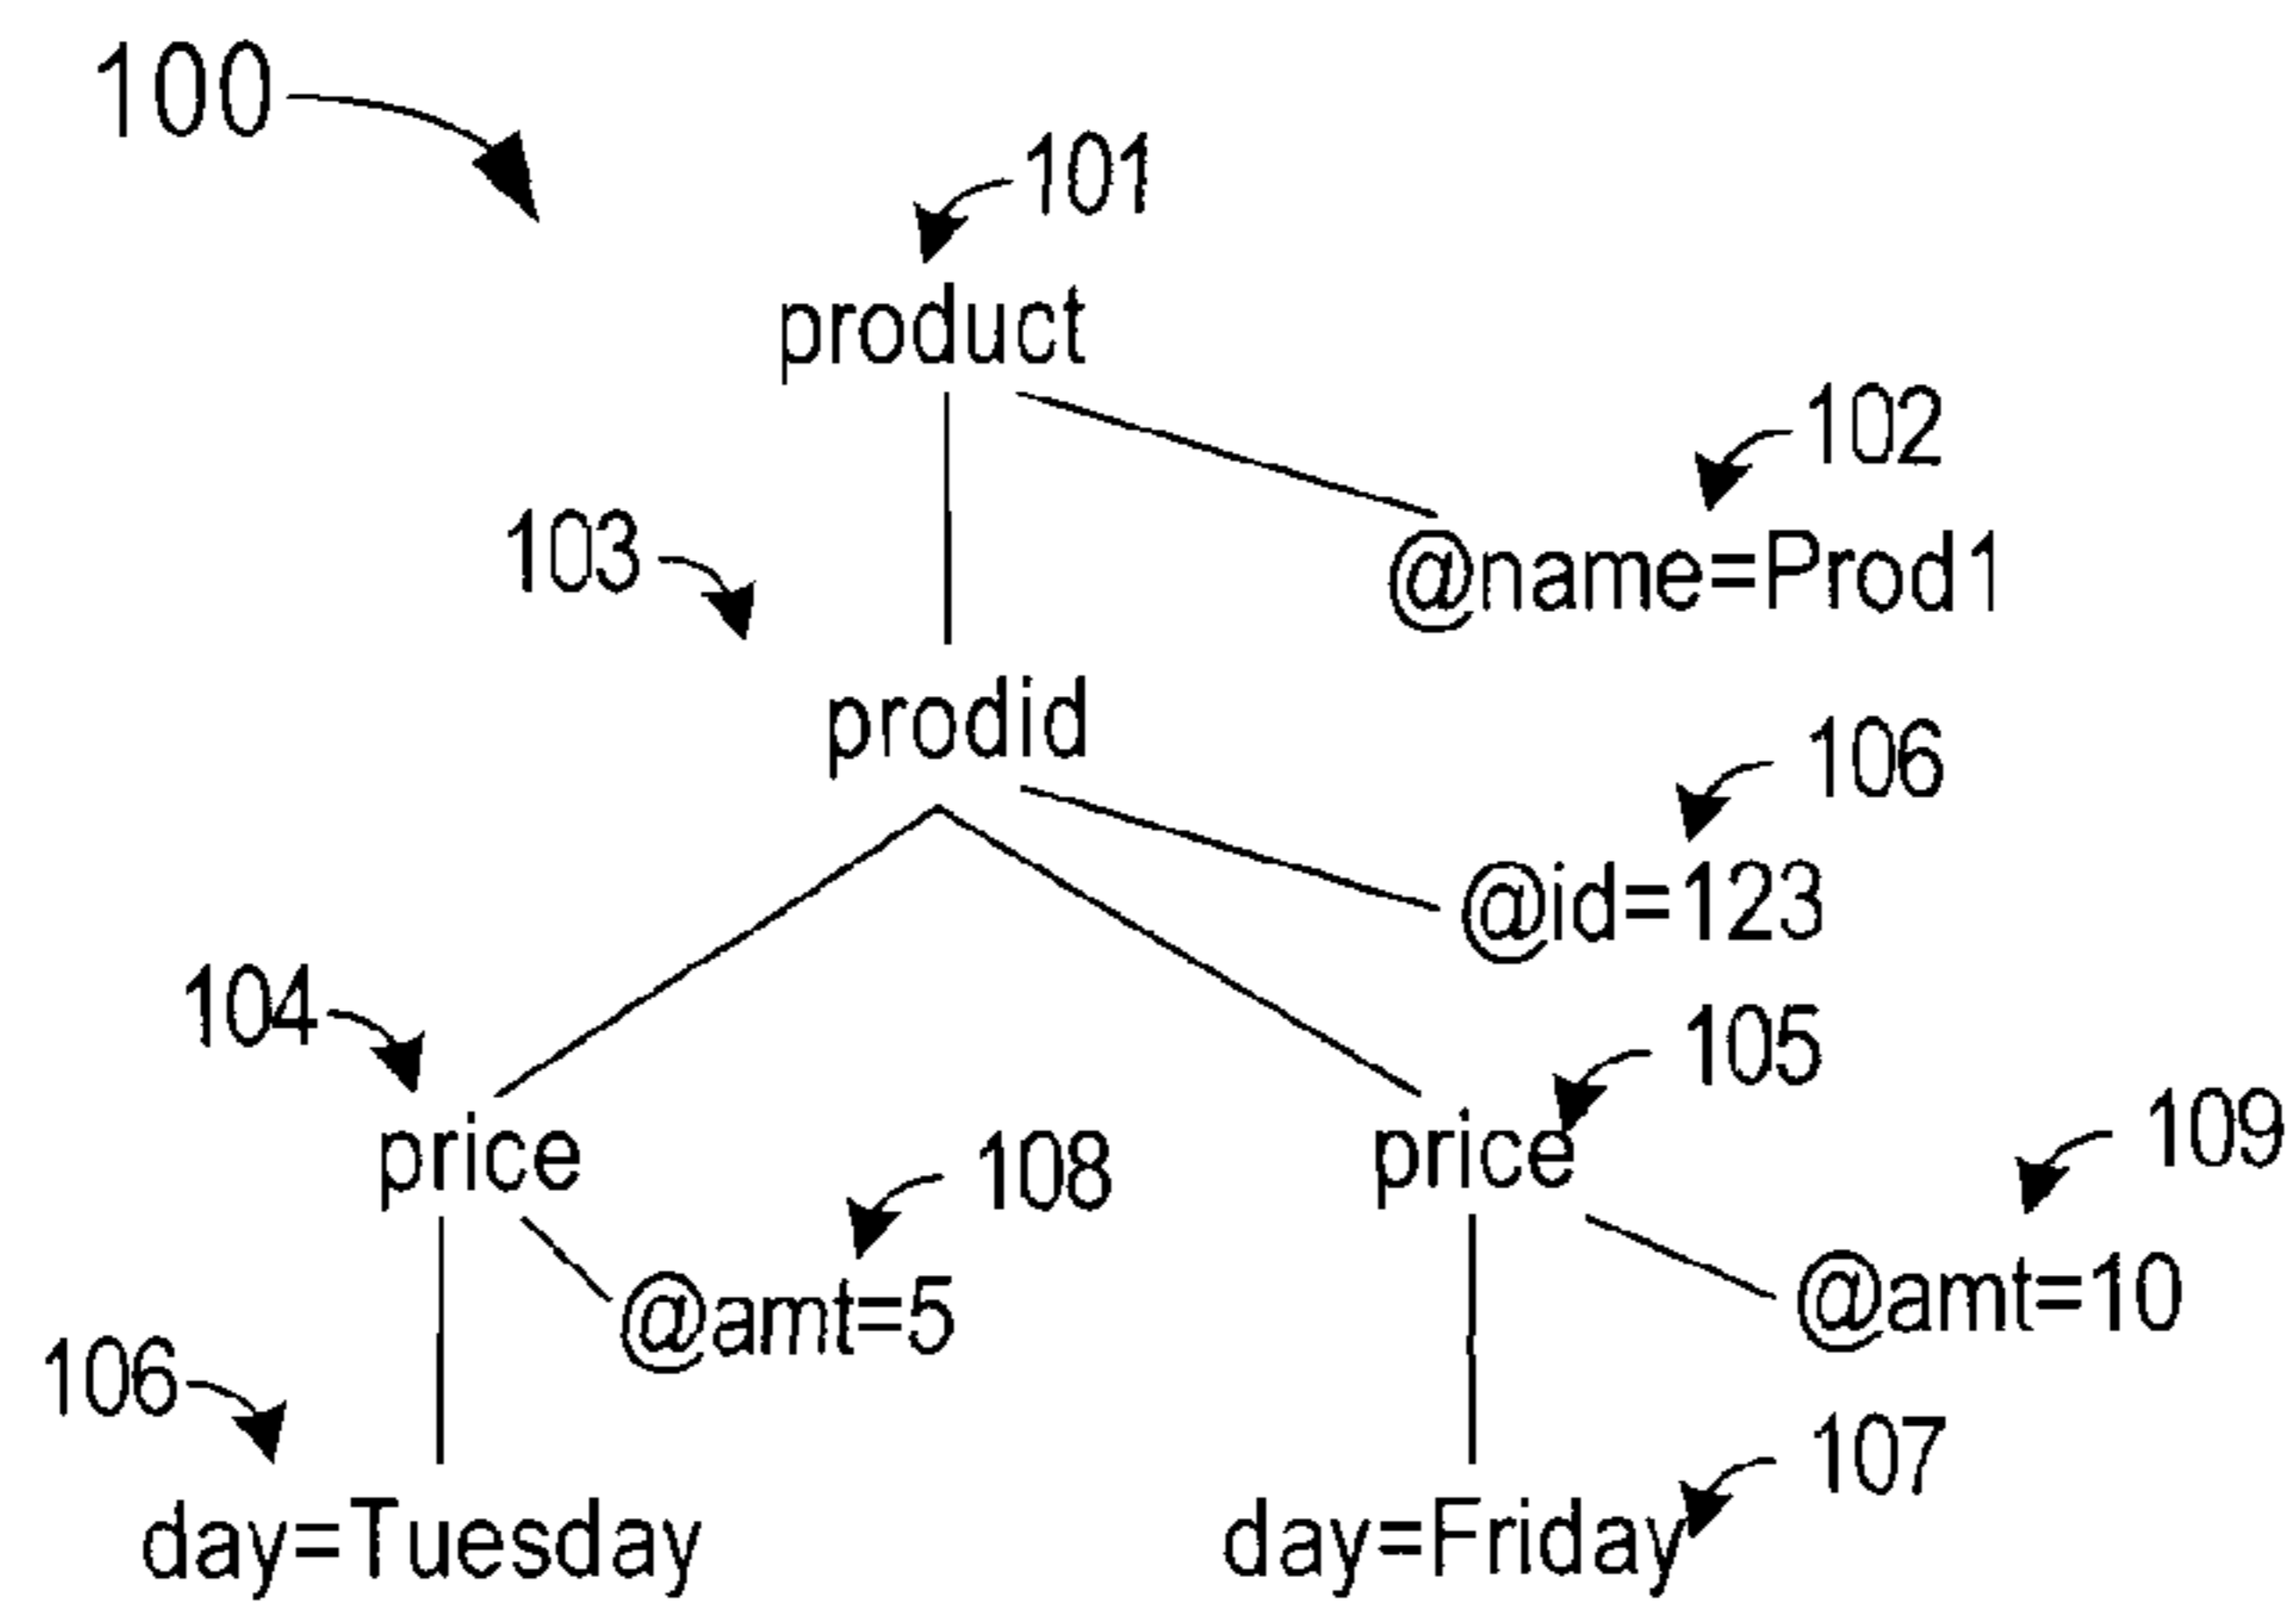 100
101
product
102
@name=Prod1
103
prodid
106
@id=123
104
105
price
108
price
109
@amt=5
@amt=10
106
107
day=Tuesday
day=Friday